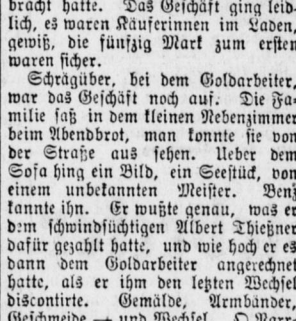 bracht hatte. Das Geschäft ging leid-
lich, es waren Käuferinnen im Laden,
gewiß, die fünfzig Mark zum ersten
waren sicher.
Schrägüber, bei dem Goldarbeiter,
war das Geschäft noch auf. Die Fa-
milie saß in dem kleinen Nebenzimmer
beim Abendbrot, man konnte sie von
der Straße aus sehen. Ueber dem
Sofa hing ein Bild, ein Seestück, von
einem unbekannten Meister. Benz
kannte ihn. Er wußte genau, was er
dem schwindsüchtigen Albert Thießner
dafür gezahlt hatte, und wie hoch er es
dann dem Goldarbeiter angerechnet
hatte, als er ihm den letzten Wechsel
discontirte. Gemälde, Armbänder,
Geschmeide — und Wechsel. O Narr-